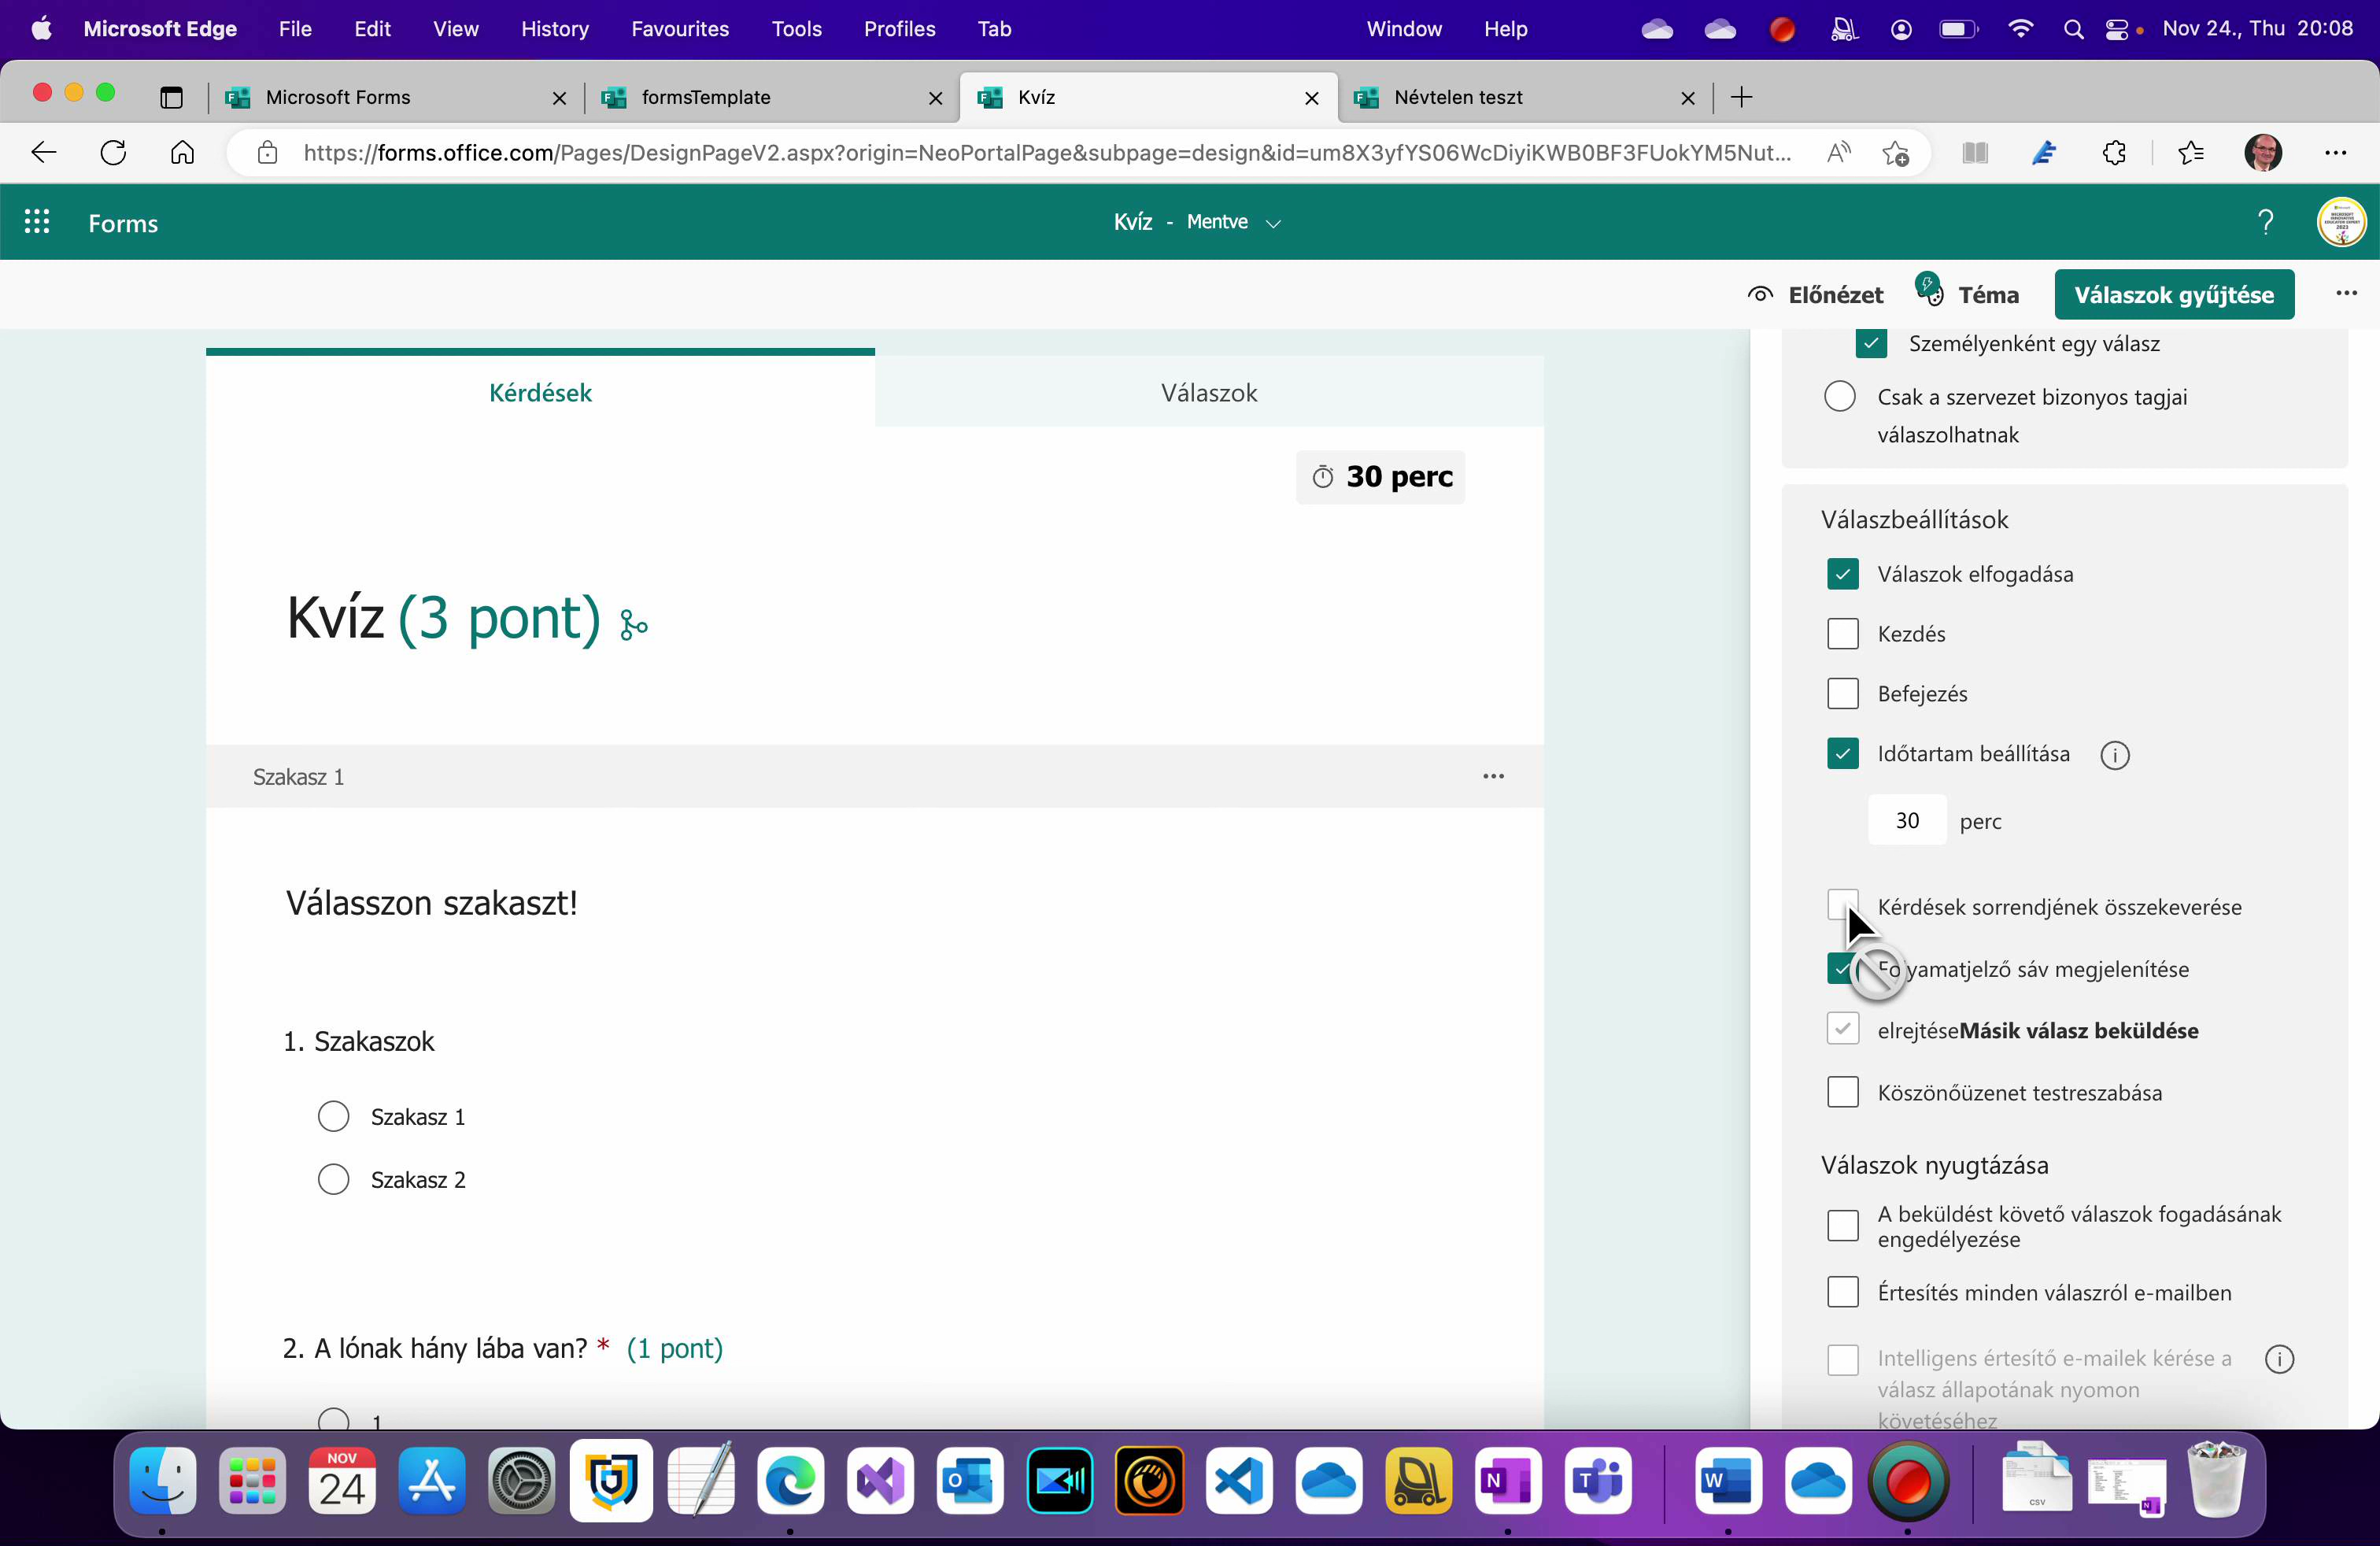 Microsoft Edge File Edit View History Favourites Tools Profiles Tab Window Help Nov 24., Thu 20:08
Microsoft Forms formsTemplate Kvíz Névtelen teszt
https://forms.office.com/Pages/DesignPageV2.aspx?origin=NeoPortalPage&subpage=design&id=um8X3yfYS06WcDiyiKWB0BF3FUokYM5Nut...
Forms Kvíz - Mentve ?
Előnézet Téma Válaszok gyűjtése
Kérdések Válaszok
30 perc
Kvíz (3 pont)
Szakasz 1
Válasszon szakaszt!
1. Szakaszok
Szakasz 1
Szakasz 2
2. A lónak hány lába van? * (1 pont)
1
Személyenként egy válasz
Csak a szervezet bizonyos tagjai
válaszolhatnak
Válaszbeállítások
Válaszok elfogadása
Kezdés
Befejezés
Időtartam beállítása
30 perc
Kérdések sorrendjének összekeverése
Folyamatjelző sáv megjelenítése
elrejtéseMásik válasz beküldése
Köszönőüzenet testreszabása
Válaszok nyugtázása
A beküldést követő válaszok fogadásának
engedélyezése
Értesítés minden válaszról e-mailben
Intelligens értesítő e-mailek kérése a
válasz állapotának nyomon
követéséhez
NOV
24
CSV